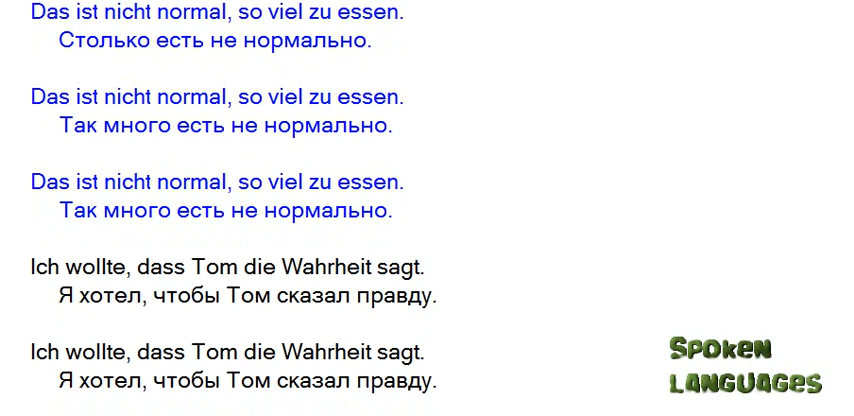 Das ist nicht normal, so viel zu essen.
Столько есть не нормально.
Das ist nicht normal, so viel zu essen.
Так много есть не нормально.
Das ist nicht normal, so viel zu essen.
Так много есть не нормально.
Ich wollte, dass Tom die Wahrheit sagt.
Я хотел, чтобы Том сказал правду.
Ich wollte, dass Tom die Wahrheit sagt.
Я хотел, чтобы Том сказал правду.
Spoken
Languages